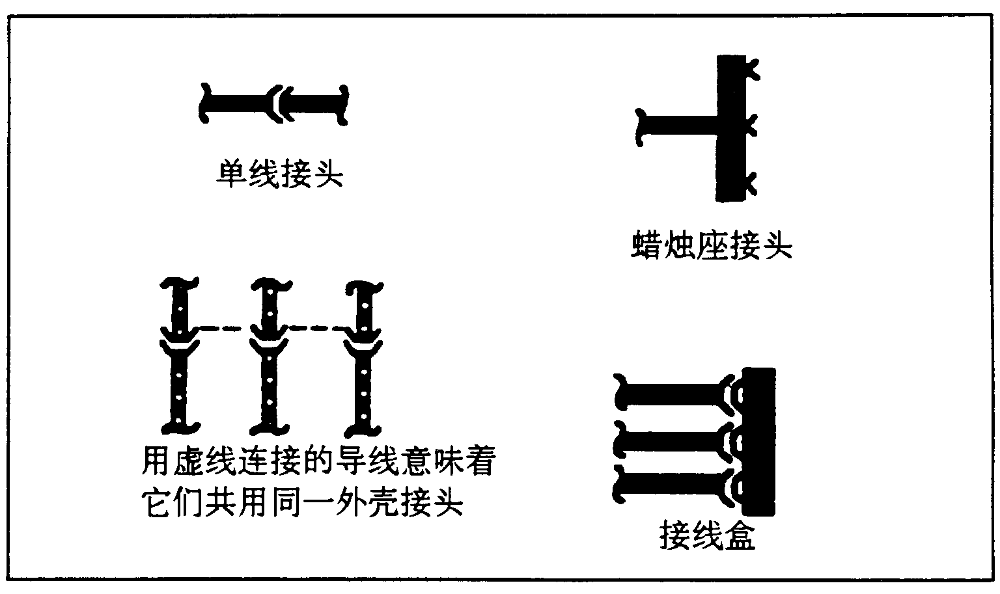 单线接头
蜡烛座接头
用虚线连接的导线意味着
它们共用同一外壳接头
接线盒